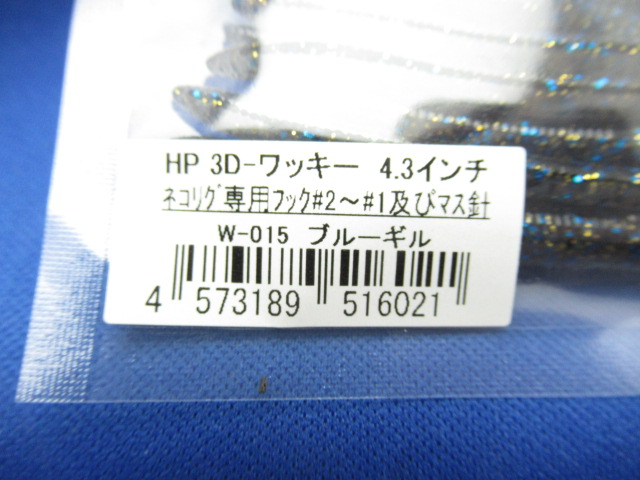 HP 3D-ワッキー 4.3インチ
ネコリグ専用フック#2～#1及びマス針
W-015 ブルーギル
4 573189 516021